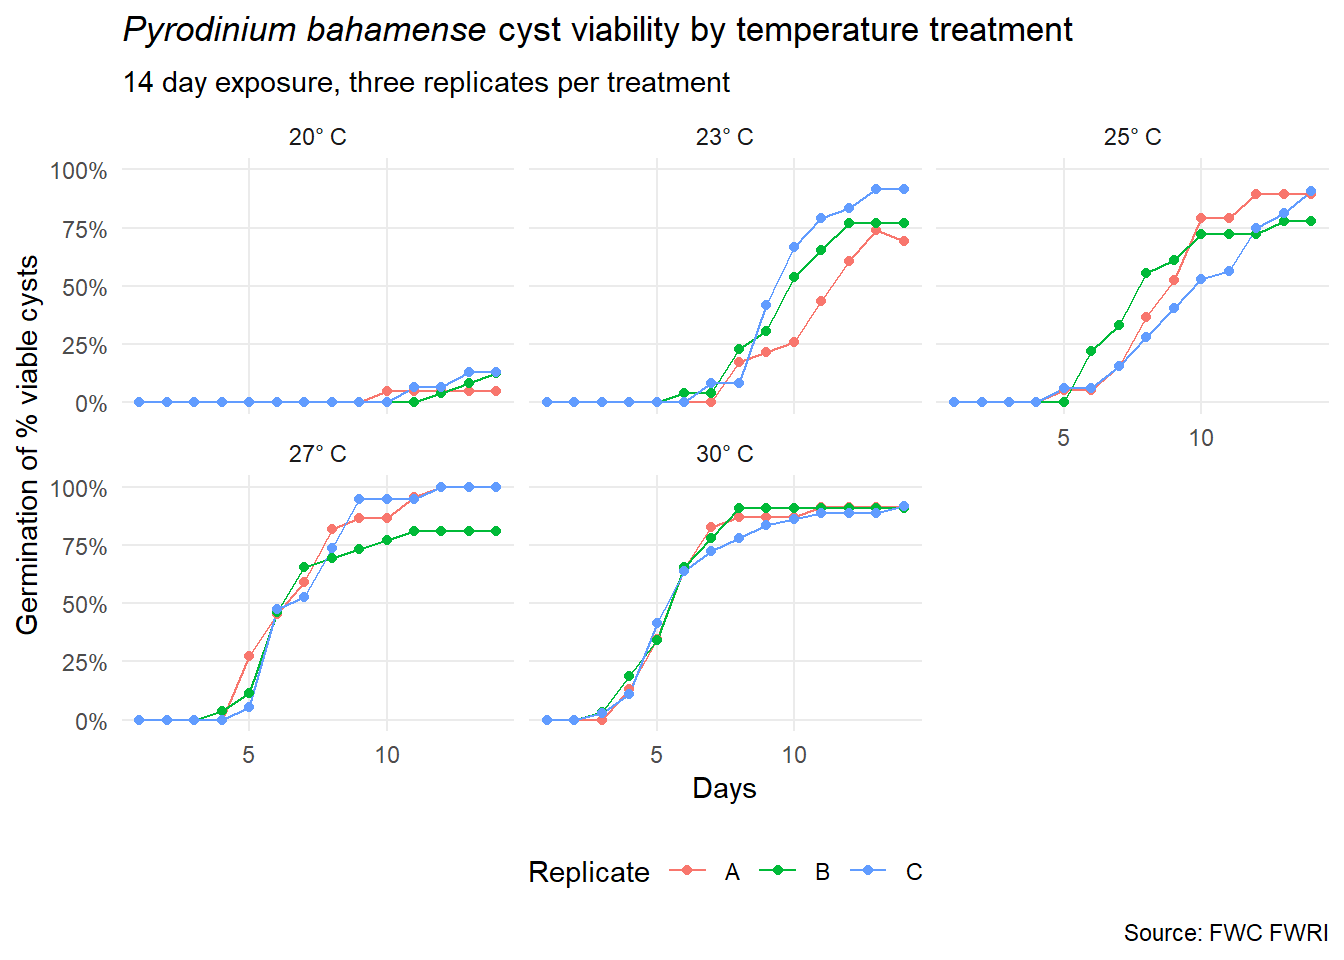 Pyrodinium bahamense cyst viability by temperature treatment
14 day exposure, three replicates per treatment
20° C
23° C
25° C
100%
75%
50%
25%
0%
5
10
27° C
30° C
100%
75%
50%
25%
0%
5
10
5
10
Germination of % viable cysts
Days
Replicate A B C
Source: FWC FWRI